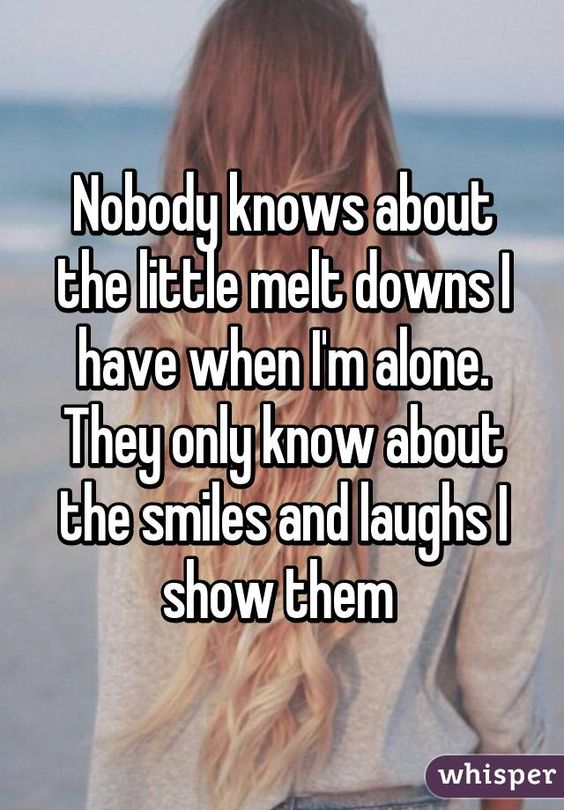 Nobody knows about
the little melt downs I
have when I'm alone.
They only know about
the smiles and laughs I
show them
whisper